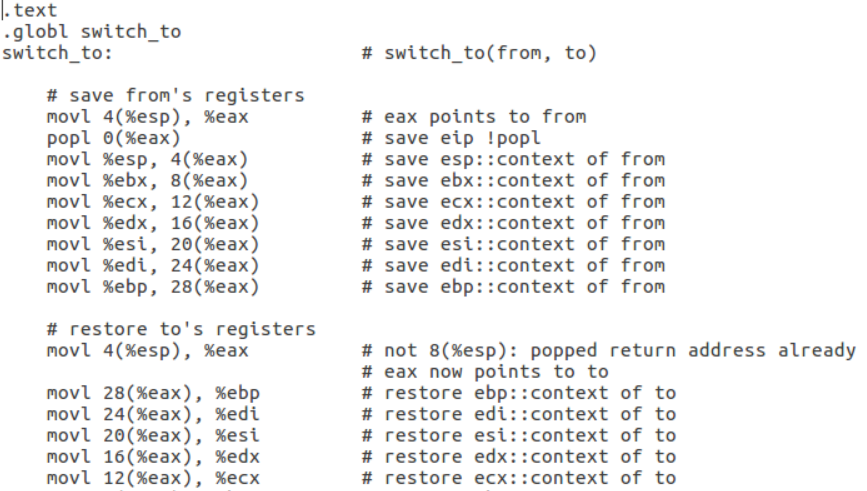 .text
.globl switch_to
switch_to:                      # switch_to(from, to)
    # save from's registers
    movl 4(%esp), %eax          # eax points to from
    popl 0(%eax)                # save eip !popl
    movl %esp, 4(%eax)          # save esp::context of from
    movl %ebx, 8(%eax)          # save ebx::context of from
    movl %ecx, 12(%eax)         # save ecx::context of from
    movl %edx, 16(%eax)         # save edx::context of from
    movl %esi, 20(%eax)         # save esi::context of from
    movl %edi, 24(%eax)         # save edi::context of from
    movl %ebp, 28(%eax)         # save ebp::context of from
    # restore to's registers
    movl 4(%esp), %eax          # not 8(%esp): popped return address already
                                # eax now points to to
    movl 28(%eax), %ebp         # restore ebp::context of to
    movl 24(%eax), %edi         # restore edi::context of to
    movl 20(%eax), %esi         # restore esi::context of to
    movl 16(%eax), %edx         # restore edx::context of to
    movl 12(%eax), %ecx         # restore ecx::context of to